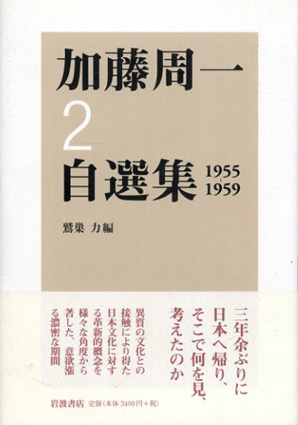 加藤周一
2
自選集
1955
-1959
鷲巣 力編
三年余ぶりに
日本へ帰り、
そこで何を見、
考えたのか
異質の文化との
接触により得た
日本文化に対す
る革新的概念を
様々な角度から
著した、意欲漲
る濃密な期間
岩波書店
定価(本体3400円+税)